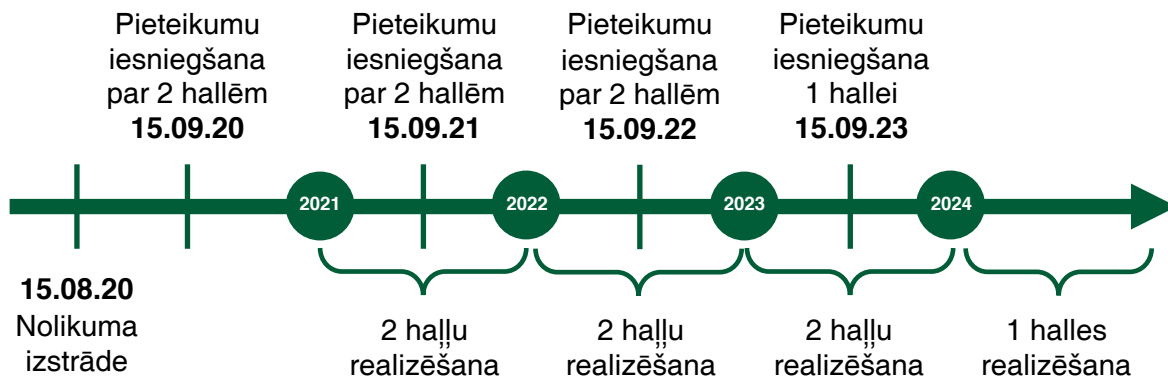 Pieteikumu
iesniegšana
par 2 hallēm
15.09.20
Pieteikumu
iesniegšana
par 2 hallēm
15.09.21
Pieteikumu
iesniegšana
par 2 hallēm
15.09.22
Pieteikumu
iesniegšana
1 hallei
15.09.23
2021
2022
2023
2024
15.08.20
Nolikuma
izstrāde
2 haļļu
realizēšana
2 haļļu
realizēšana
2 haļļu
realizēšana
1 halles
realizēšana